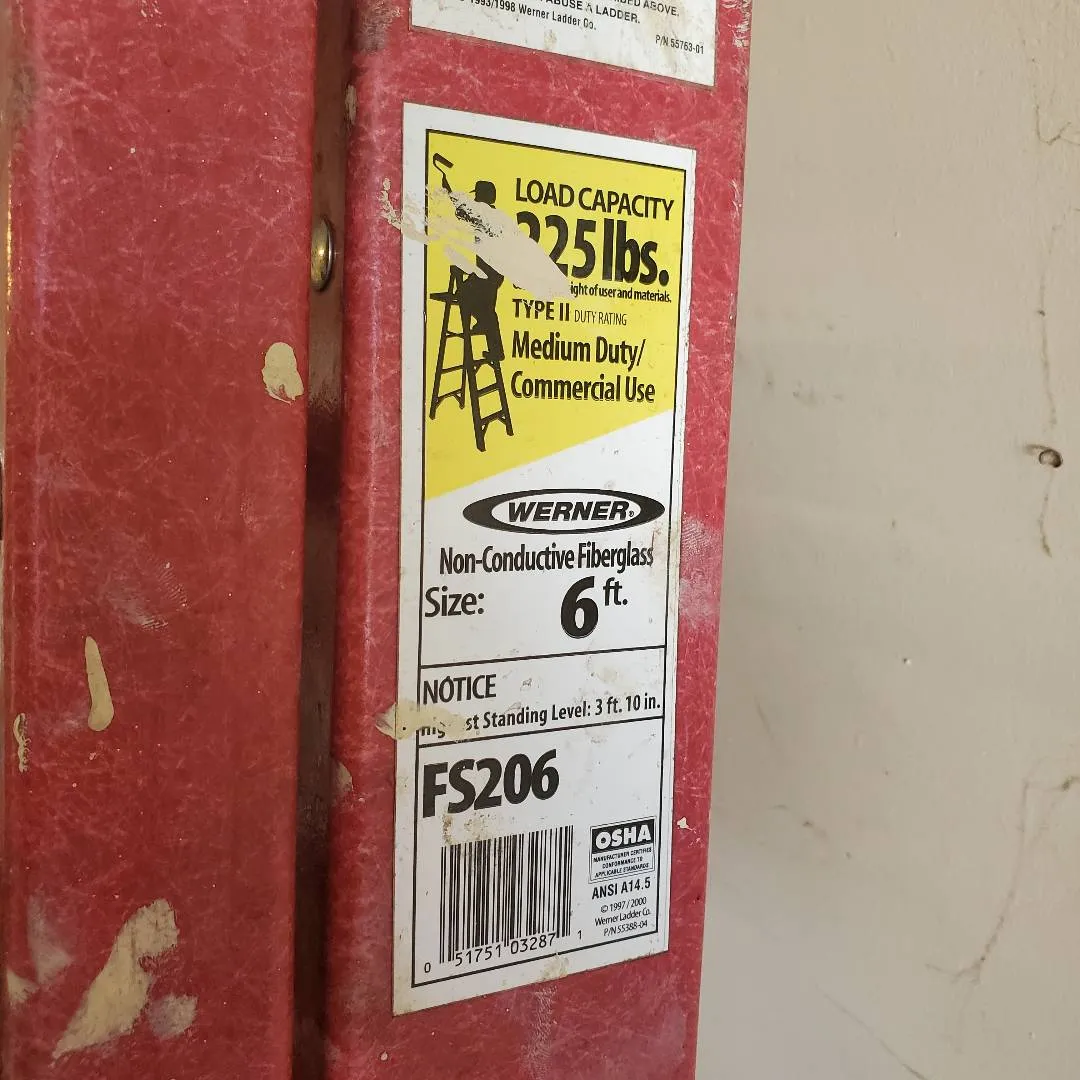 ABOVE.
ABUSE A LADDER.
1993/1998 Werner Ladder Co.
P/N 55763-01
LOAD CAPACITY
225 lbs.
of user and materials.
TYPE II DUTY RATING
Medium Duty/
Commercial Use
WERNER®
Non-Conductive Fiberglass
Size: 6 ft.
NOTICE
Highest Standing Level: 3 ft. 10 in.
FS206
OSHA
MANUFACTURER CERTIFIES
CONFORMANCE TO
APPLICABLE STANDARDS
ANSI A14.5
© 1997/2000
Werner Ladder Co.
P/N 55388-04
0 51751 03287 1